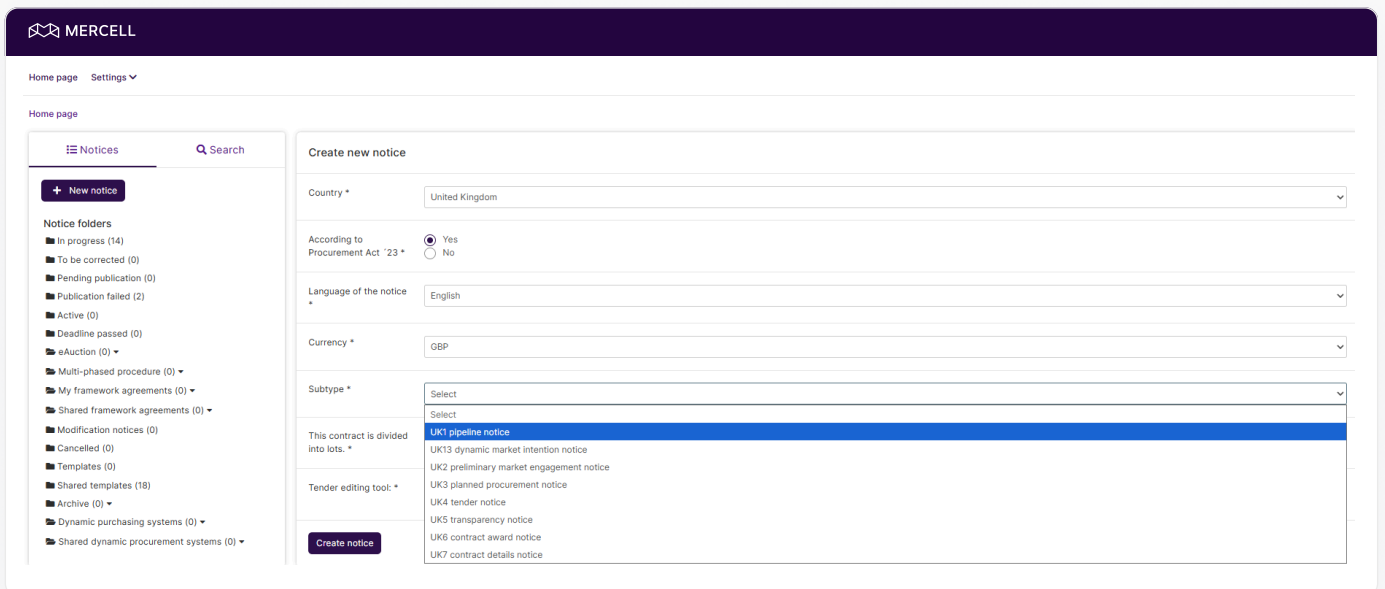 MERCELL
Home page Settings
Home page
Notices Search
+ New notice
Notice folders
In progress (14)
To be corrected (0)
Pending publication (0)
Publication failed (2)
Active (0)
Deadline passed (0)
eAuction (0)
Multi-phased procedure (0)
My framework agreements (0)
Shared framework agreements (0)
Modification notices (0)
Cancelled (0)
Templates (0)
Shared templates (18)
Archive (0)
Dynamic purchasing systems (0)
Shared dynamic procurement systems (0)
Create new notice
Country * United Kingdom
According to
Procurement Act ´23 *
Yes
No
Language of the notice
*
English
Currency * GBP
Subtype * Select
Select
UK1 pipeline notice
UK13 dynamic market intention notice
UK2 preliminary market engagement notice
UK3 planned procurement notice
UK4 tender notice
UK5 transparency notice
UK6 contract award notice
UK7 contract details notice
This contract is divided
into lots. *
Tender editing tool: *
Create notice